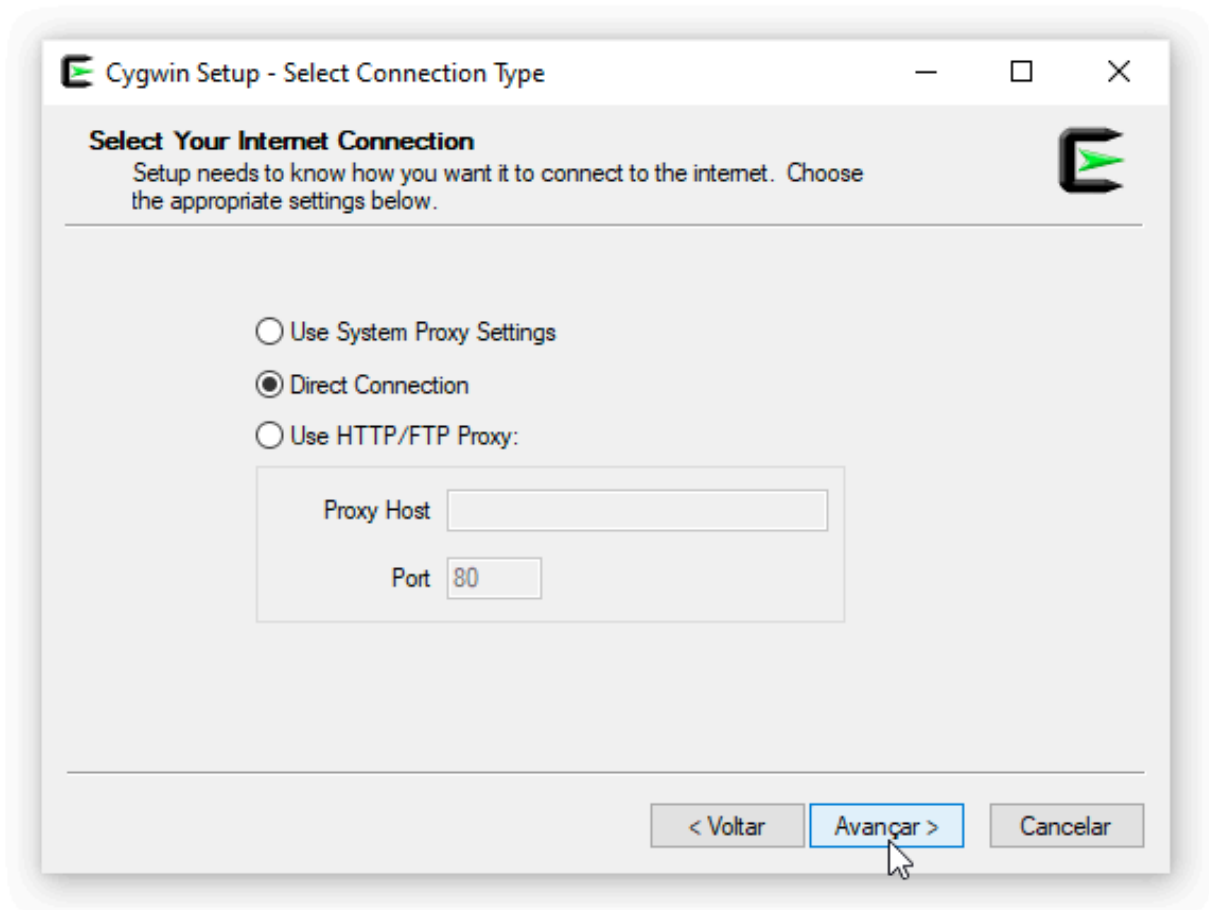 Cygwin Setup - Select Connection Type
Select Your Internet Connection
Setup needs to know how you want it to connect to the internet. Choose
the appropriate settings below.
Use System Proxy Settings
Direct Connection
Use HTTP/FTP Proxy:
Proxy Host
Port 80
< Voltar Avançar > Cancelar